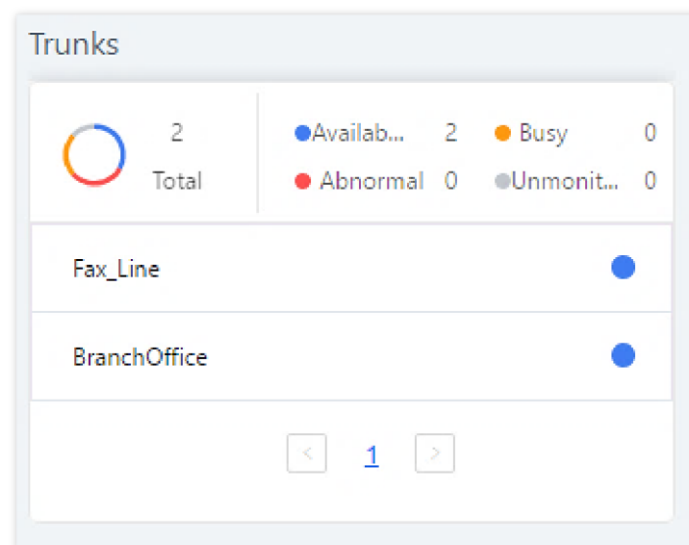 Trunks
2
Total
Availab... 2
Busy 0
Abnormal 0
Unmonit... 0
Fax_Line
BranchOffice
< 1 >